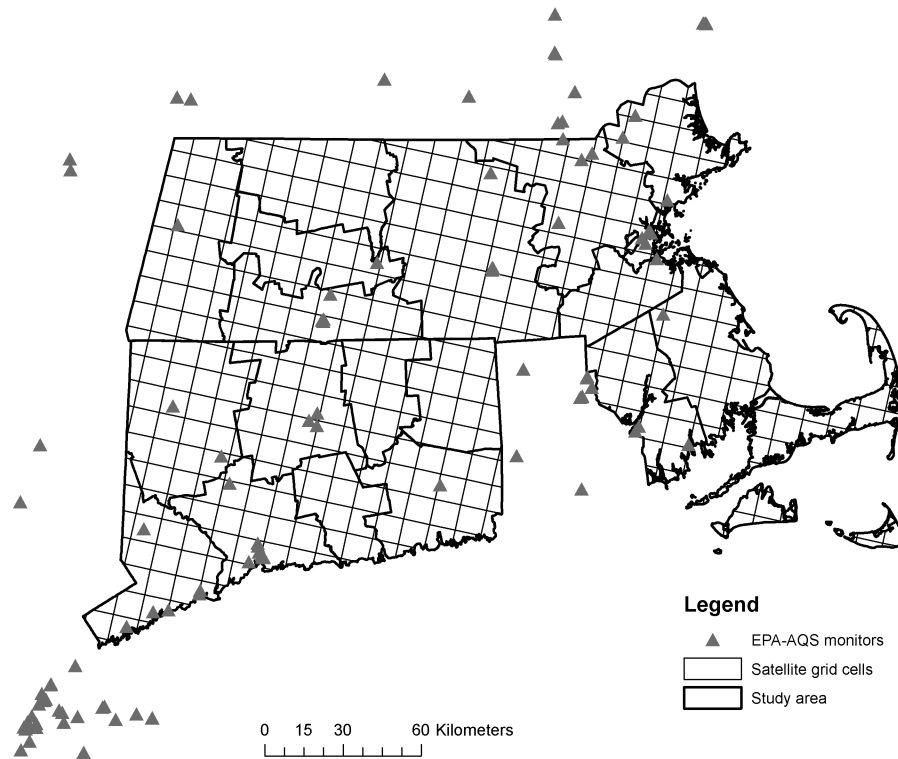 Legend
EPA-AQS monitors
Satellite grid cells
Study area
0 15 30 60 Kilometers